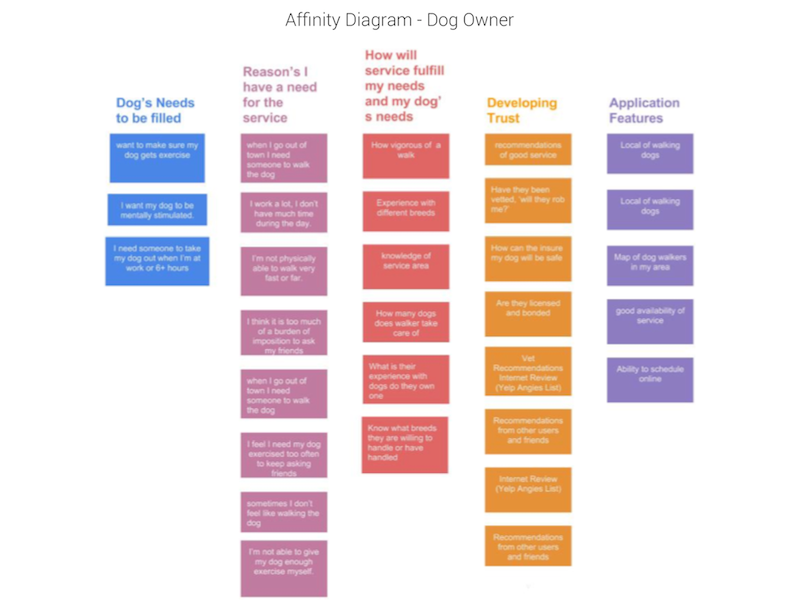 Affinity Diagram - Dog Owner
Dog's Needs
to be filled
want to make sure my
dog gets exercise
I want my dog to be
mentally stimulated.
I need someone to take
my dog out when I'm at
work or 6+ hours
Reason's I
have a need
for the
service
when I go out of
town I need
someone to walk
the dog
I work a lot, I don't
have much time
during the day.
I'm not physically
able to walk very
fast or far.
I think it is too much
of a burden of
imposition to ask
my friends
when I go out of
town I need
someone to walk
the dog
I feel I need my dog
exercised too often
to keep asking
friends
sometimes I don't
feel like walking the
dog
I'm not able to give
my dog enough
exercise myself.
How will
service fulfill
my needs
and my dog'
s needs
How vigorous of a
walk
Experience with
different breeds
knowledge of
service area
How many dogs
does walker take
care of
What is their
experience with
dogs do they own
one
Know what breeds
they are willing to
handle or have
handled
Developing
Trust
recommendations
of good service
Have they been
vetted, 'will they rob
me?'
How can the insure
my dog will be safe
Are they licensed
and bonded
Vet
Recommendations
Internet Review
(Yelp Angies List)
Recommendations
from other users
and friends
Internet Review
(Yelp Angies List)
Recommendations
from other users
and friends
Application
Features
Local of walking
dogs
Local of walking
dogs
Map of dog walkers
in my area
good availability of
service
Ability to schedule
online